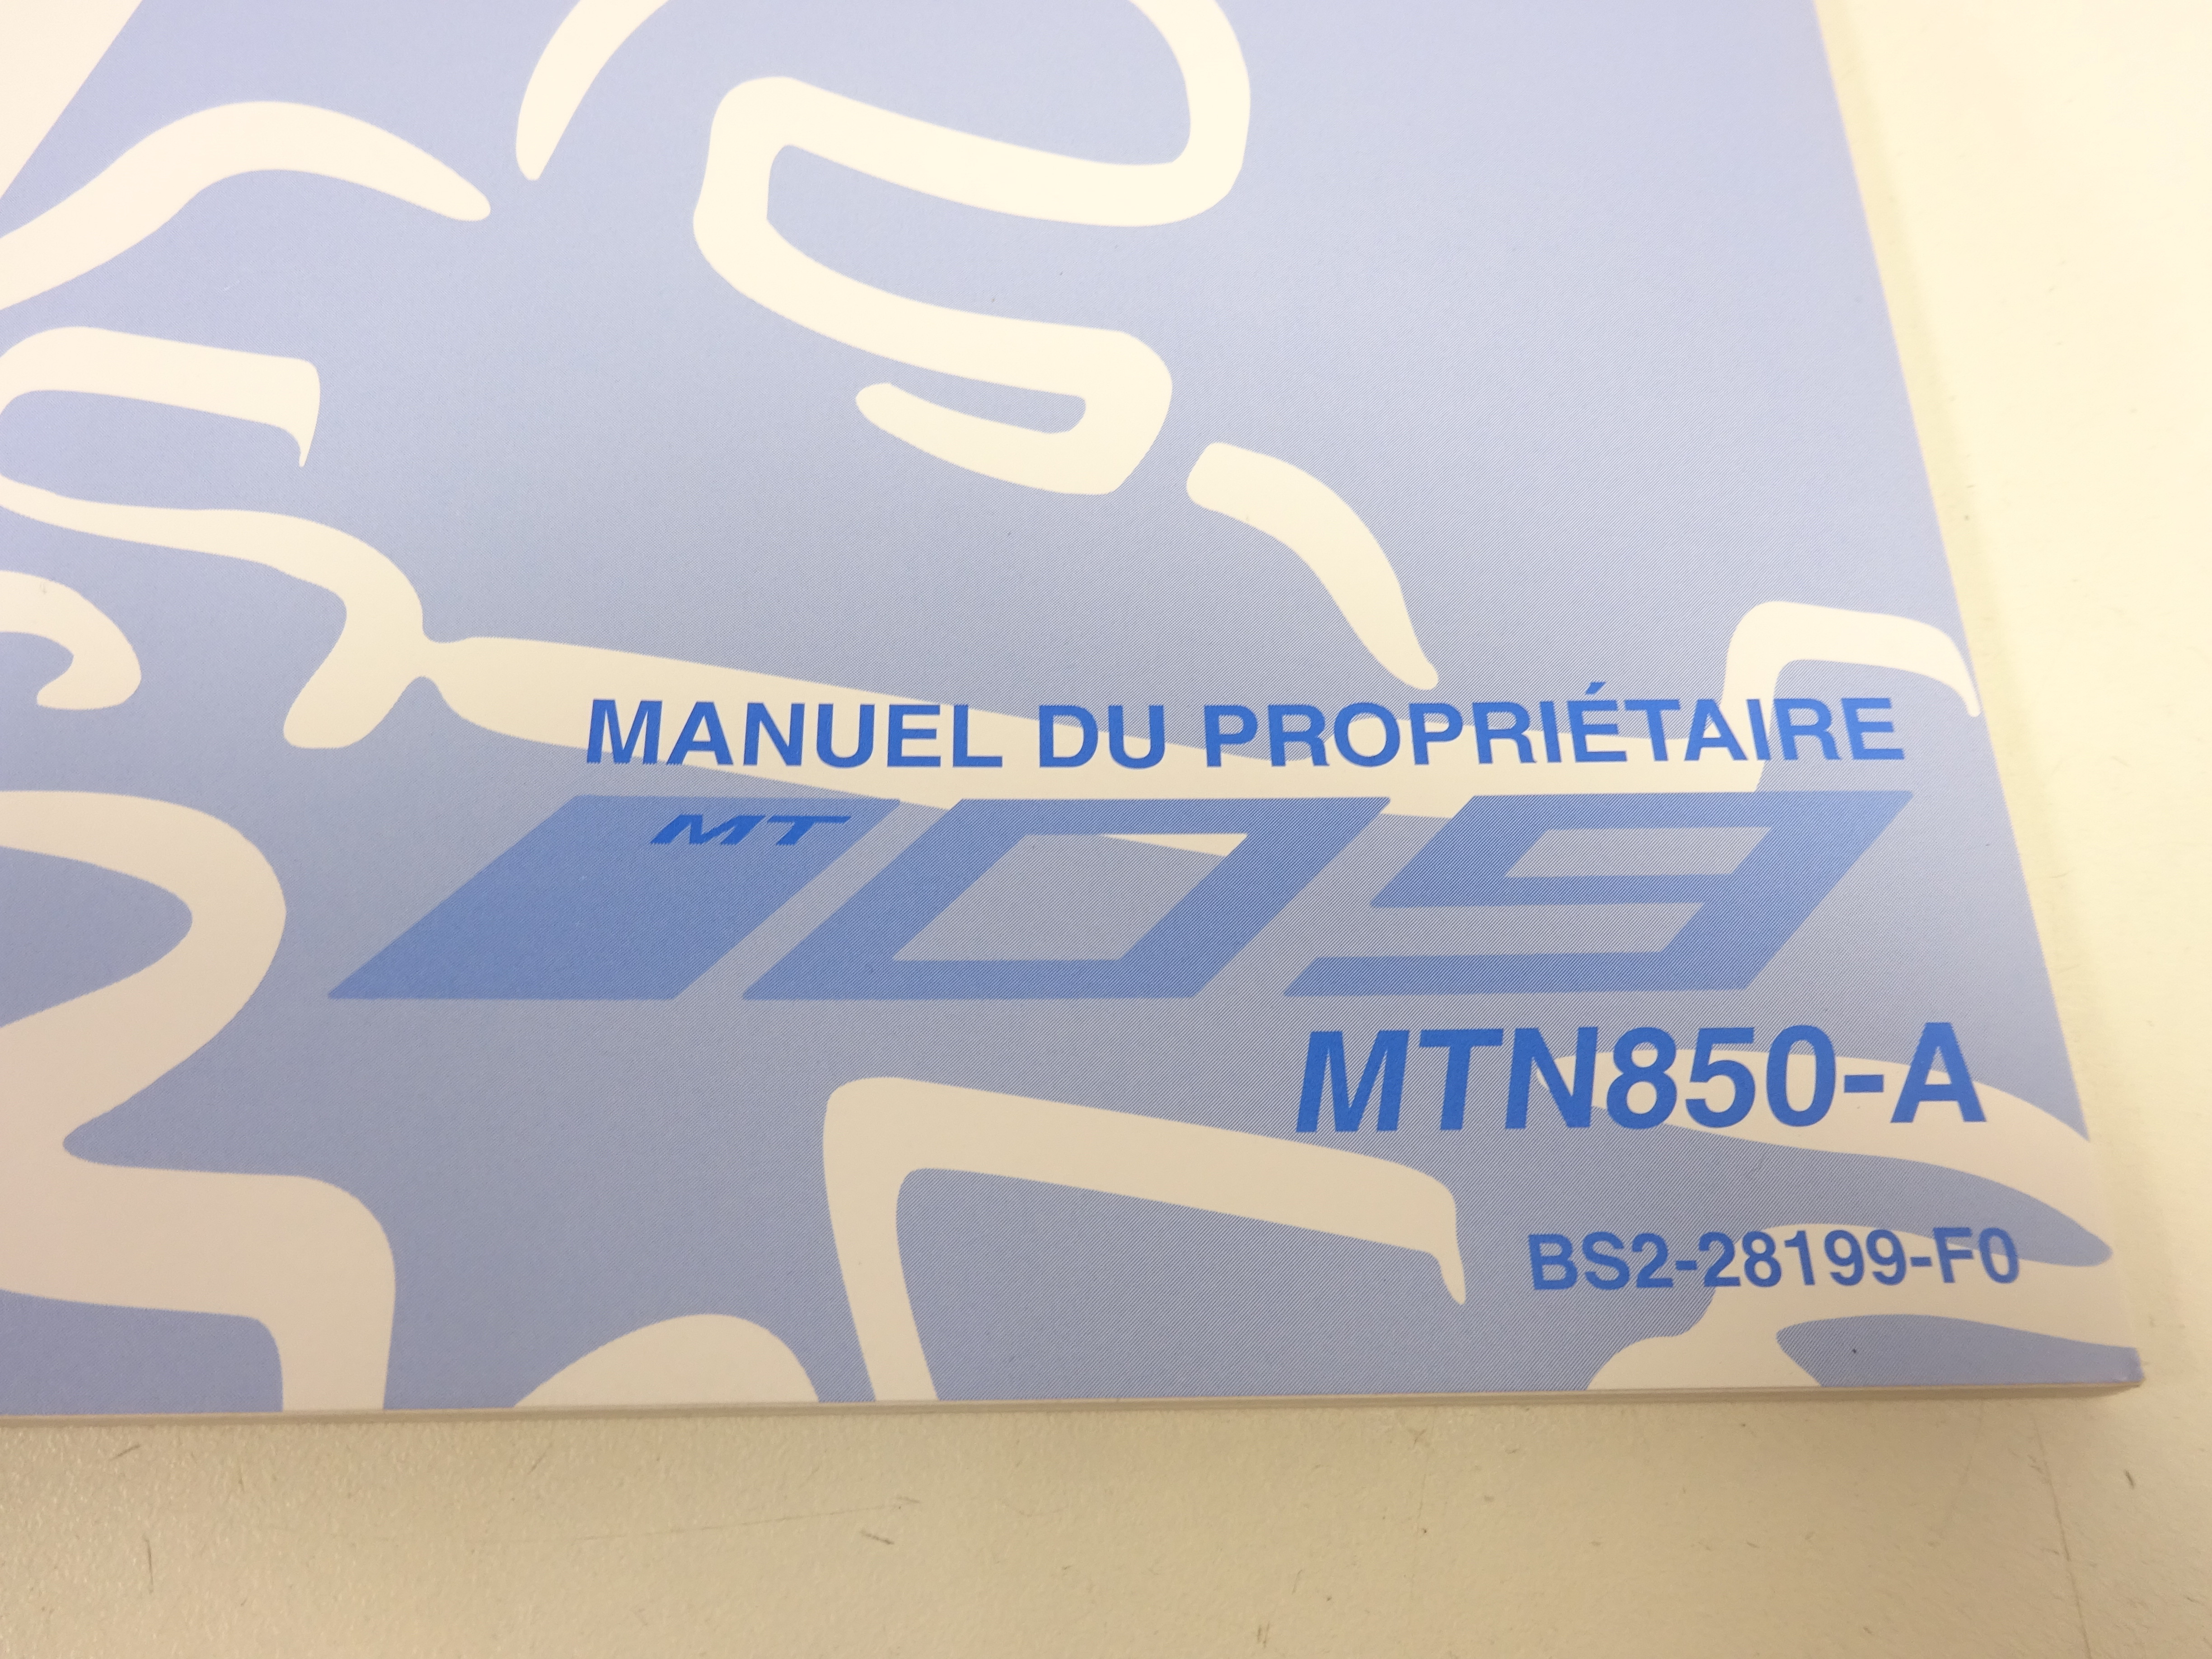 MANUEL DU PROPRIÉTAIRE
MT 09
MTN850-A
BS2-28199-F0